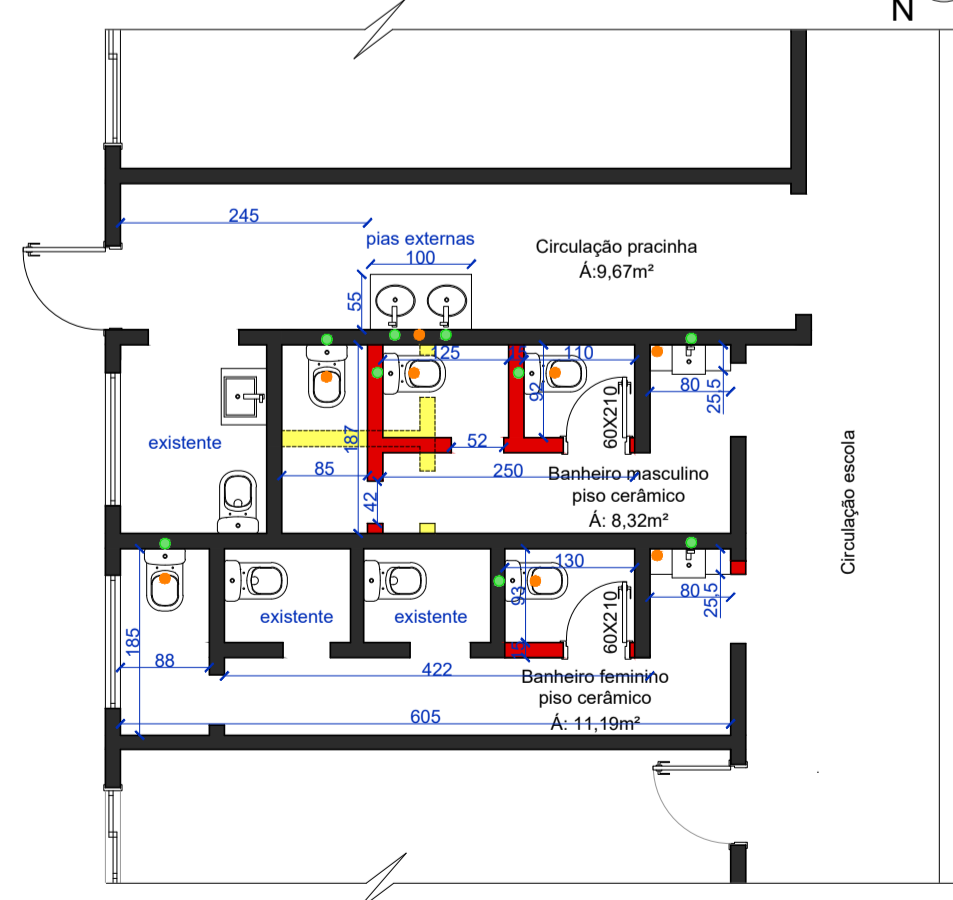 N
245
pias externas
100
Circulação pracinha
Á:9,67m²
55
125
15
110
92
60X210
80
25,5
existente
187
85
52
250
42
Banheiro masculino
piso cerâmico
Á: 8,32m²
Circulação escola
130
93
60X210
80
25,5
existente
existente
185
88
15
422
Banheiro feminino
piso cerâmico
Á: 11,19m²
605